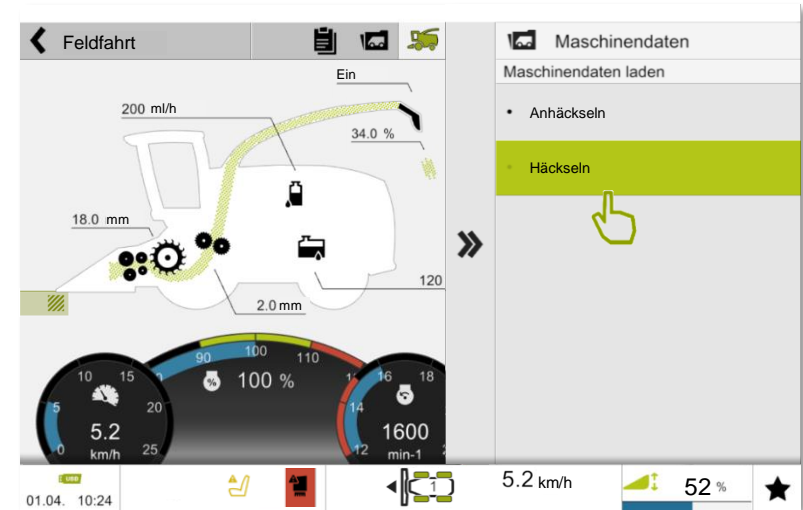 Feldfahrt
Maschinendaten
Maschinendaten laden
Ein
200 ml/h
34.0 %
18.0 mm
120
2.0 mm
• Anhäckseln
• Häckseln
90 100 110
100 %
5 10 15 20 25 0
5.2
km/h
12 14 16 18
1600
min-1
USB
01.04. 10:24
1
5.2 km/h
52 %